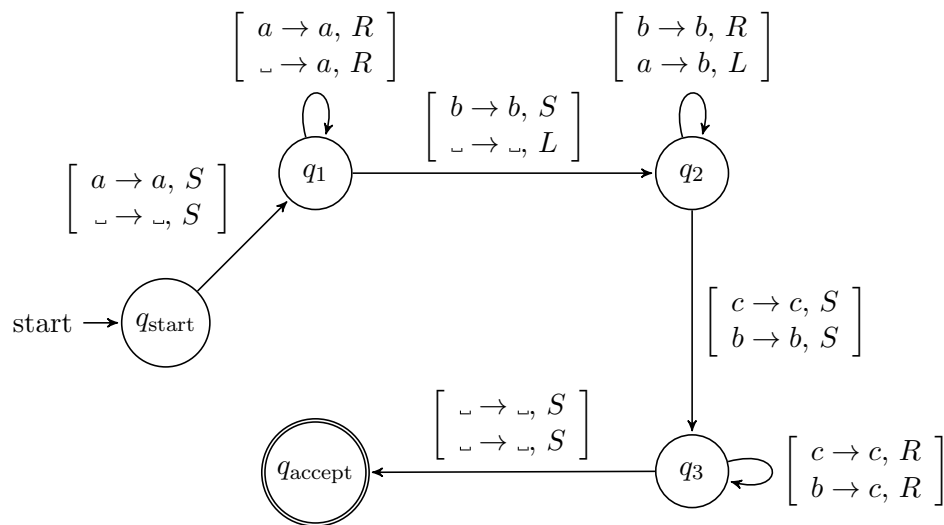 a → a, R
␣ → a, R
b → b, R
a → b, L
b → b, S
␣ → ␣, L
q1
q2
a → a, S
␣ → ␣, S
start
qstart
c → c, S
b → b, S
␣ → ␣, S
␣ → ␣, S
qaccept
q3
c → c, R
b → c, R